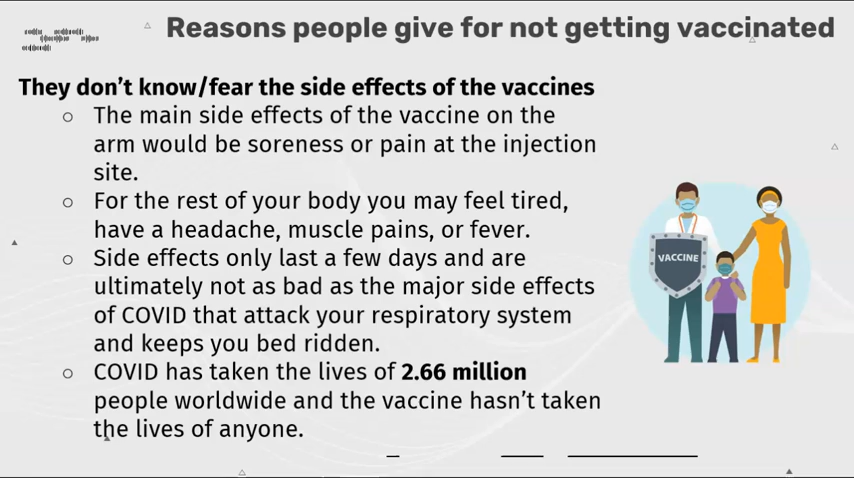 Reasons people give for not getting vaccinated
They don't know/fear the side effects of the vaccines
○ The main side effects of the vaccine on the
arm would be soreness or pain at the injection
site.
○ For the rest of your body you may feel tired,
have a headache, muscle pains, or fever.
○ Side effects only last a few days and are
ultimately not as bad as the major side effects
of COVID that attack your respiratory system
and keeps you bed ridden.
○ COVID has taken the lives of 2.66 million
people worldwide and the vaccine hasn't taken
the lives of anyone.
VACCINE